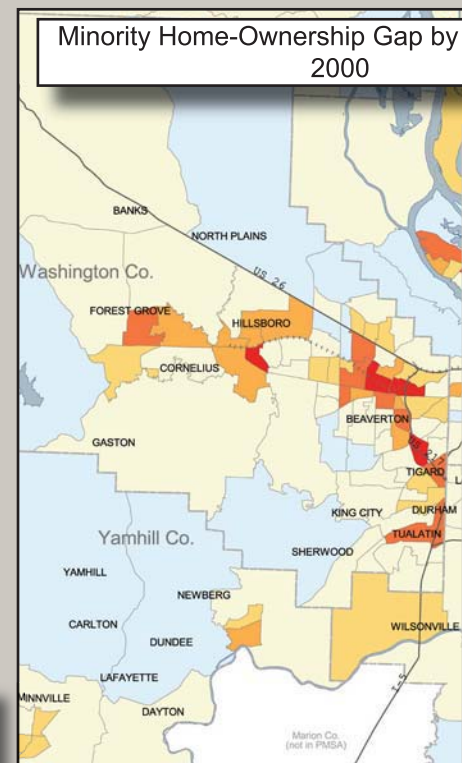 Minority Home-Ownership Gap by
2000
BANKS
NORTH PLAINS
US 26
Washington Co.
FOREST GROVE
HILLSBORO
CORNELIUS
BEAVERTON
GASTON
US 217
TIGARD
KING CITY
DURHAM
TUALATIN
Yamhill Co.
SHERWOOD
YAMHILL
NEWBERG
CARLTON
WILSONVILLE
DUNDEE
LAFAYETTE
I-5
MINNVILLE
DAYTON
Marion Co.
(not in PMSA)